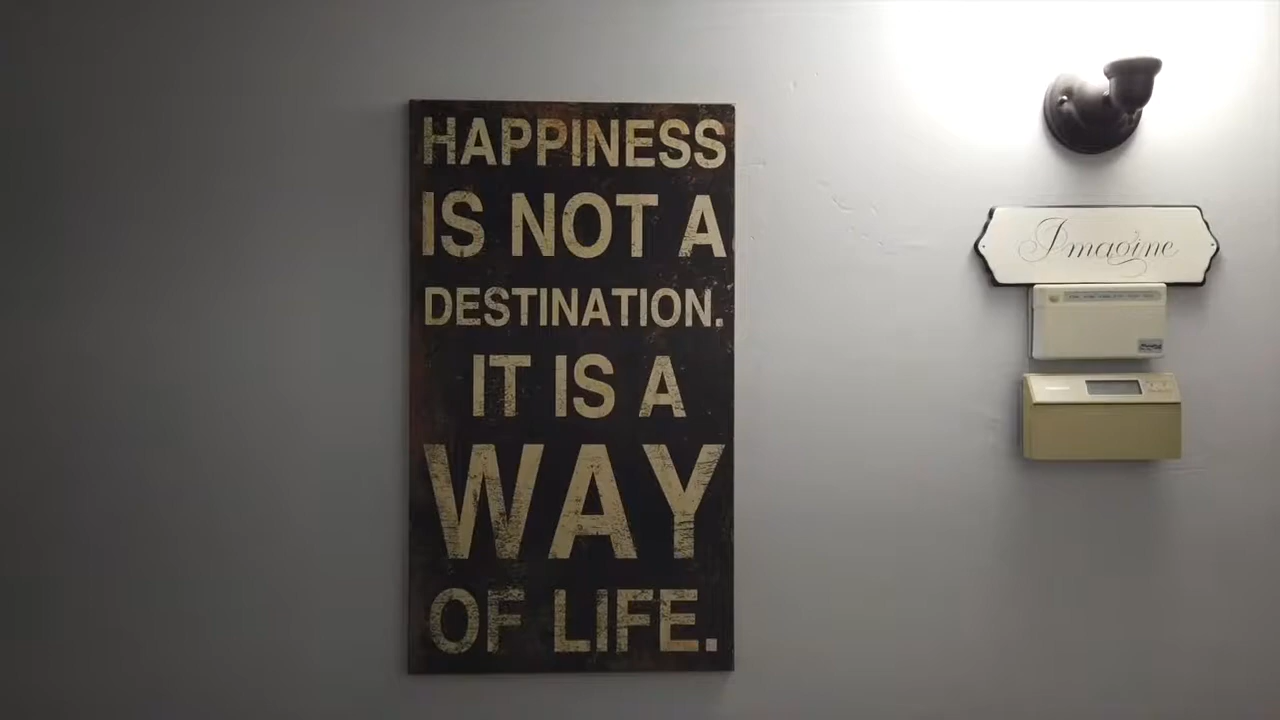 HAPPINESS
IS NOT A
DESTINATION.
IT IS A
WAY
OF LIFE.
Imagine